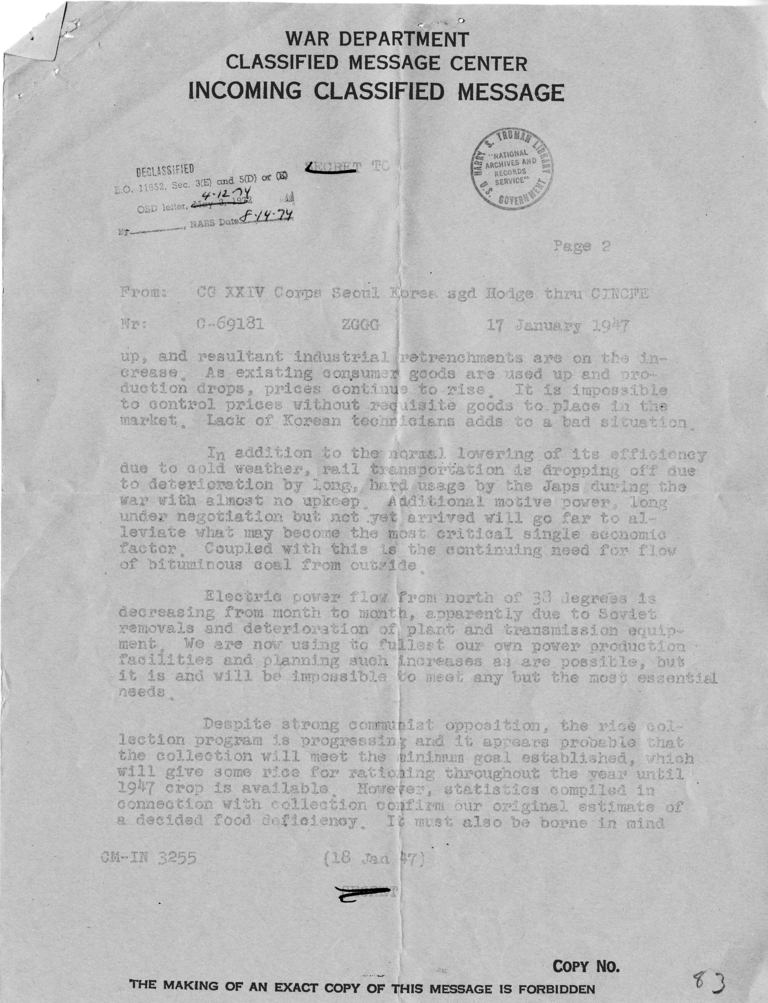 WAR DEPARTMENT
CLASSIFIED MESSAGE CENTER
INCOMING CLASSIFIED MESSAGE
DECLASSIFIED
E.O. 11652, Sec. 3(E) and 5(D) or (E)
OSD letter, May 3, 1972 4-12-74
By , NARS Date 8-14-74
SECRET TO
HARRY S. TRUMAN LIBRARY
"NATIONAL
ARCHIVES AND
RECORDS
SERVICE"
U.S. GOVERNMENT
Page 2
From: CG XXIV Corps Seoul Korea sgd Hodge thru CINCFE
Nr: C-69181 ZGGG 17 January 1947
up, and resultant industrial retrenchments are on the in-
crease. As existing consumer goods are used up and pro-
duction drops, prices continue to rise. It is impossible
to control prices without requisite goods to place in the
market. Lack of Korean technicians adds to a bad situation.
In addition to the normal lowering of its efficiency
due to cold weather, rail transportation is dropping off due
to deterioration by long, hard usage by the Japs during the
war with almost no upkeep. Additional motive power, long
under negotiation but not yet arrived will go far to al-
leviate what may become the most critical single economic
factor. Coupled with this is the continuing need for flow
of bituminous coal from outside.
Electric power flow from north of 38 degrees is
decreasing from month to month, apparently due to Soviet
removals and deterioration of plant and transmission equip-
ment. We are now using to fullest our own power production
facilities and planning such increases as are possible, but
it is and will be impossible to meet any but the most essential
needs.
Despite strong communist opposition, the rice col-
lection program is progressing and it appears probable that
the collection will meet the minimum goal established, which
will give some rice for rationing throughout the year until
1947 crop is available. However, statistics compiled in
connection with collection confirm our original estimate of
a decided food deficiency. It must also be borne in mind
CM-IN 3255 (18 Jan 47)
SECRET
COPY NO.
83
THE MAKING OF AN EXACT COPY OF THIS MESSAGE IS FORBIDDEN